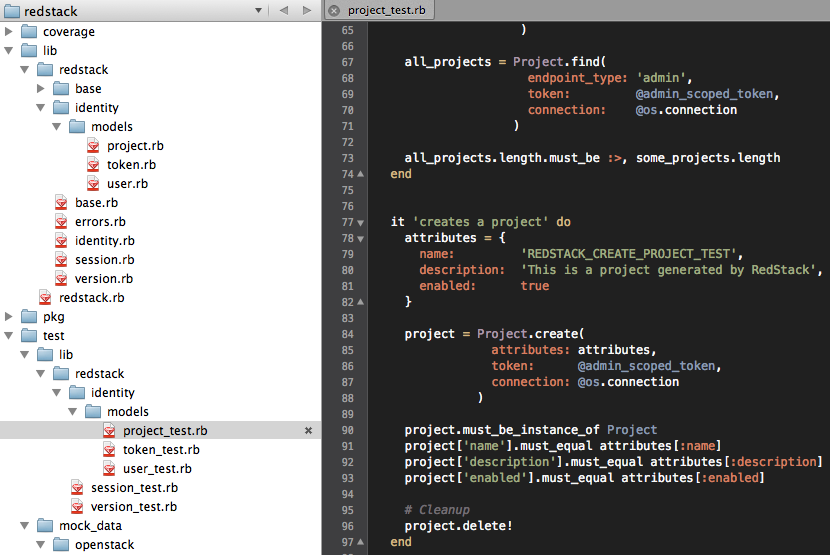 redstack
coverage
lib
redstack
base
identity
models
project.rb
token.rb
user.rb
base.rb
errors.rb
identity.rb
session.rb
version.rb
redstack.rb
pkg
test
lib
redstack
identity
models
project_test.rb
token_test.rb
user_test.rb
session_test.rb
version_test.rb
mock_data
openstack
project_test.rb
65 )
66
67 all_projects = Project.find(
68 endpoint_type: 'admin',
69 token: @admin_scoped_token,
70 connection: @os.connection
71 )
72
73 all_projects.length.must_be :>, some_projects.length
74 end
75
76
77 it 'creates a project' do
78 attributes = {
79 name: 'REDSTACK_CREATE_PROJECT_TEST',
80 description: 'This is a project generated by RedStack',
81 enabled: true
82 }
83
84 project = Project.create(
85 attributes: attributes,
86 token: @admin_scoped_token,
87 connection: @os.connection
88 )
89
90 project.must_be_instance_of Project
91 project['name'].must_equal attributes[:name]
92 project['description'].must_equal attributes[:description]
93 project['enabled'].must_equal attributes[:enabled]
94
95 # Cleanup
96 project.delete!
97 end